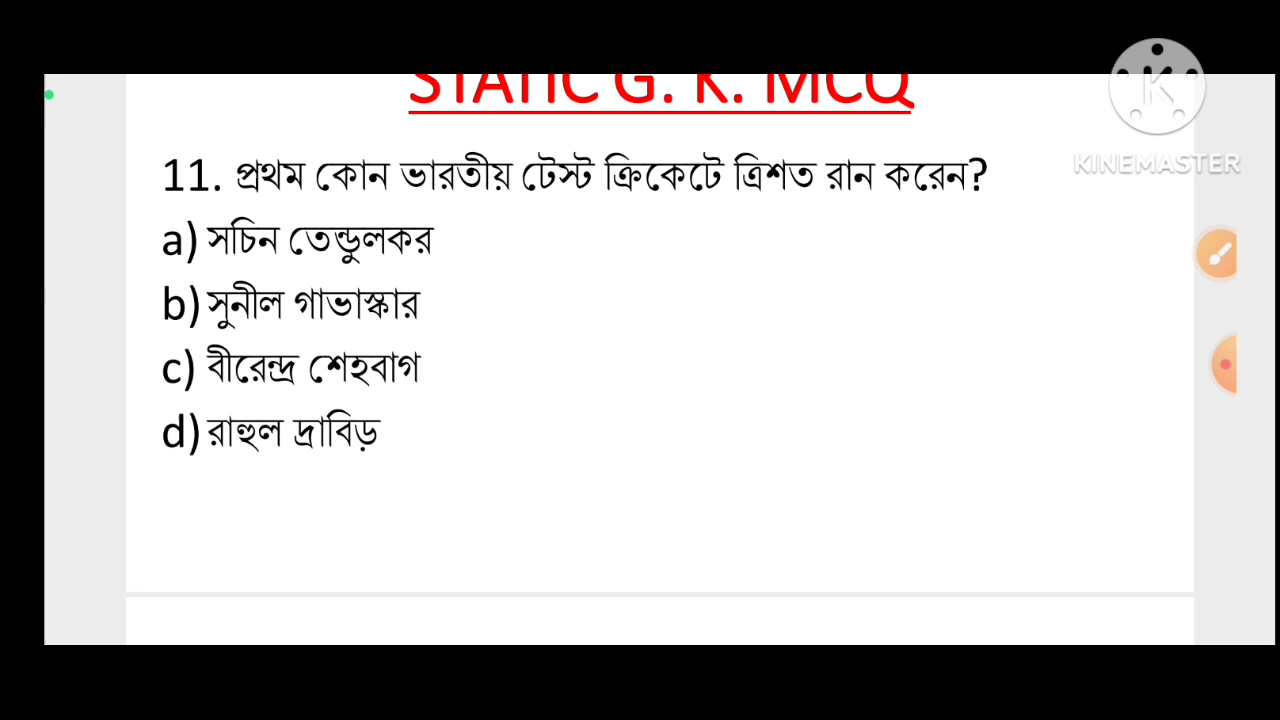 STATIC G. K. MCQ
KINEMASTER
11. প্রথম কোন ভারতীয় টেস্ট ক্রিকেটে ত্রিশত রান করেন?
a) সচিন তেন্ডুলকর
b) সুনীল গাভাস্কার
c) বীরেন্দ্র শেহবাগ
d) রাহুল দ্রাবিড়